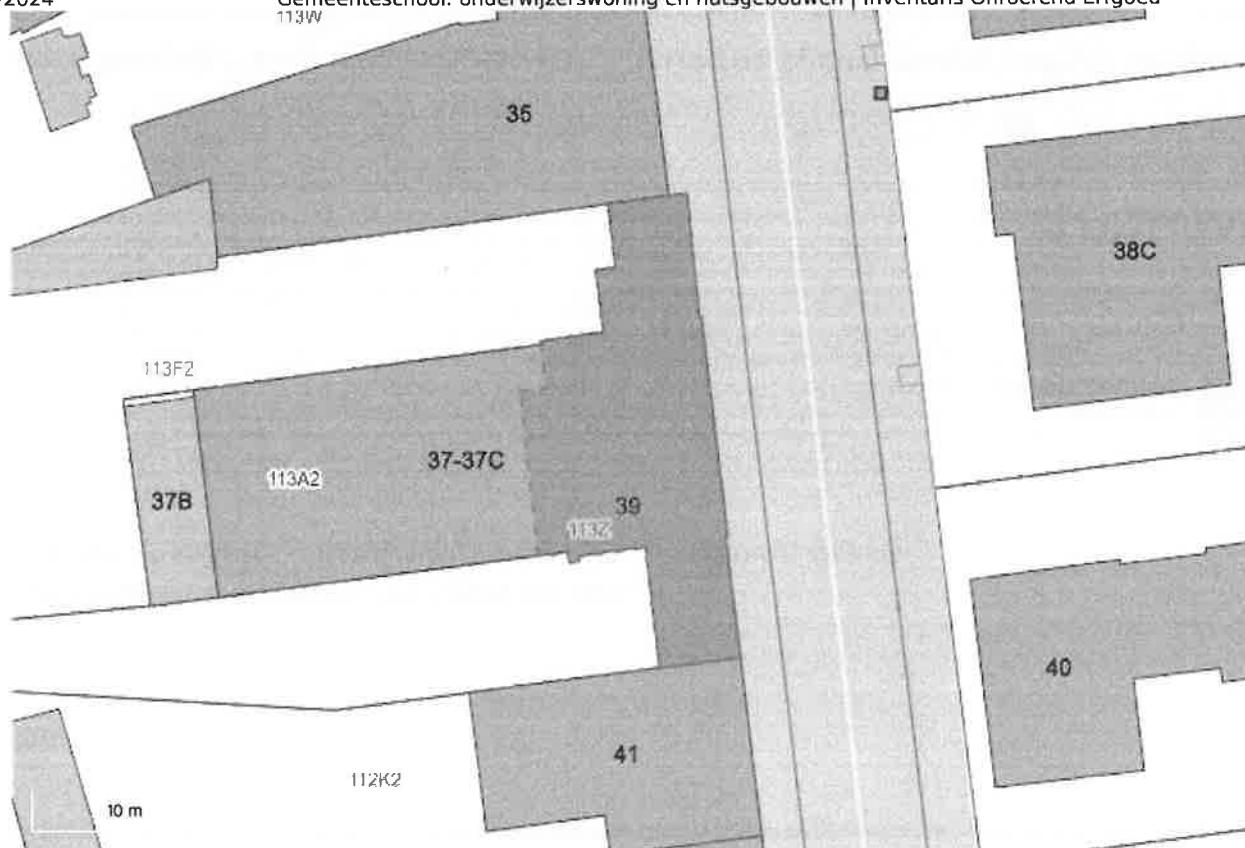 2024
Gemeenteschool: onderwijzerswoning en nutsgebouwen | Inventaris Onroerend Erfgoed
113W
35
38C
113F2
37-37C
113A2
37B
39
113Z
40
41
112K2
10 m